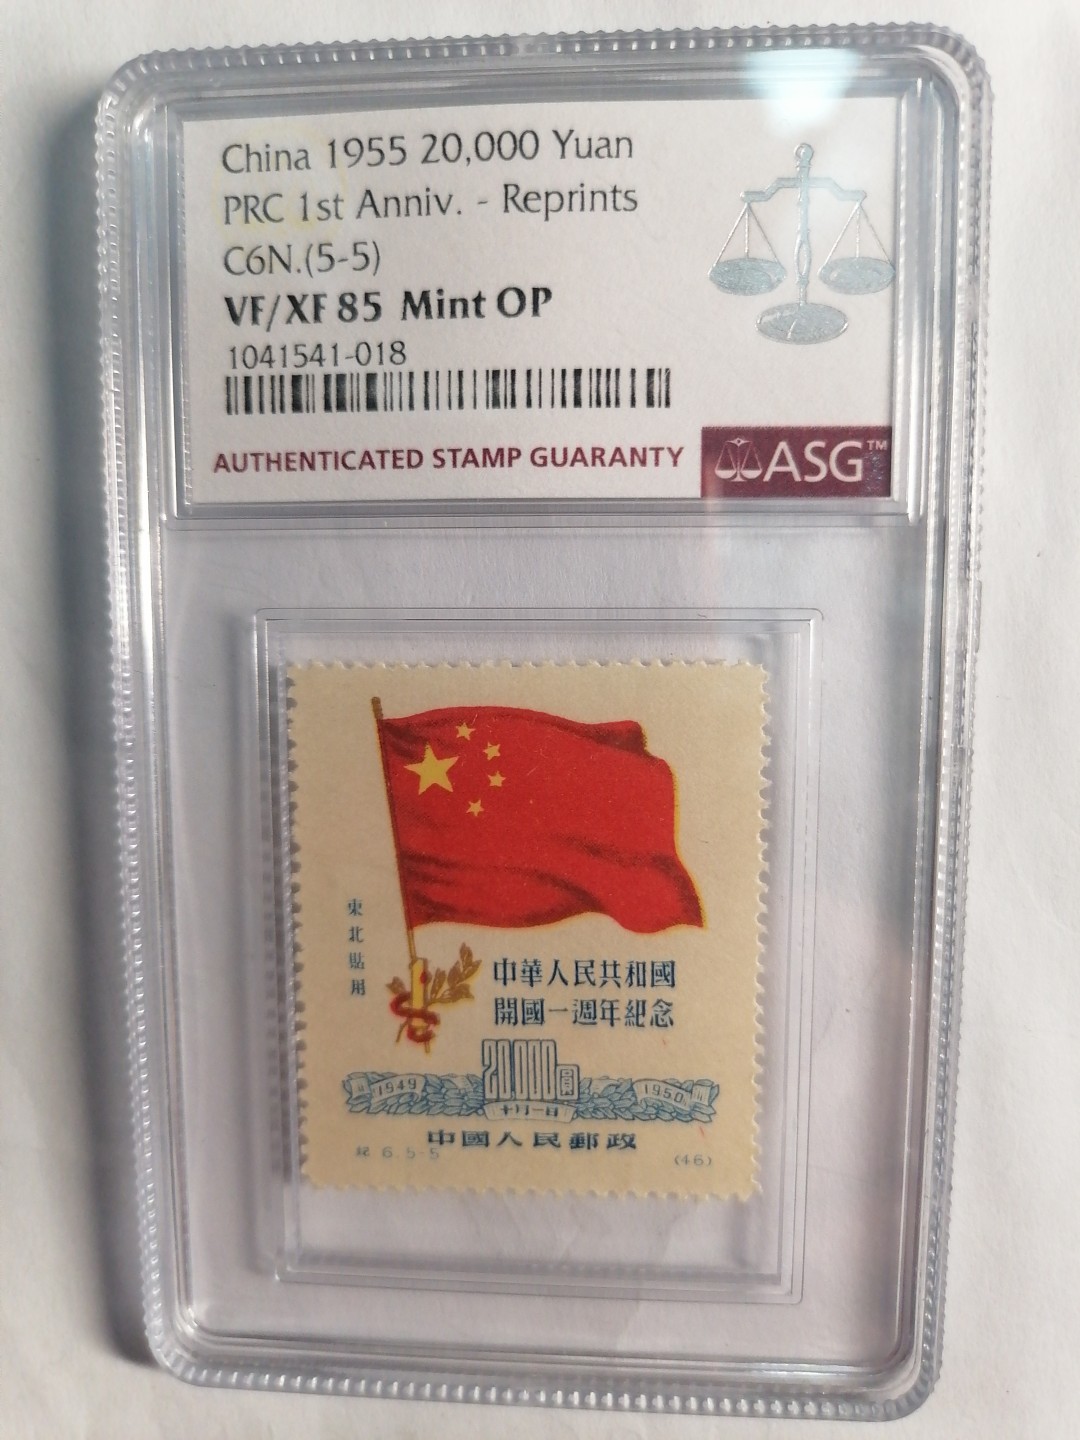 China 1955 20,000 Yuan
PRC 1st Anniv. - Reprints
C6N.(5-5)
VF/XF 85 Mint OP
1041541-018
AUTHENTICATED STAMP GUARANTY
ASG™
東北貼用
中華人民共和國
開國一週年紀念
20,000圓
1949
1950
十月一日
中國人民郵政
紀 6. 5-5
(46)